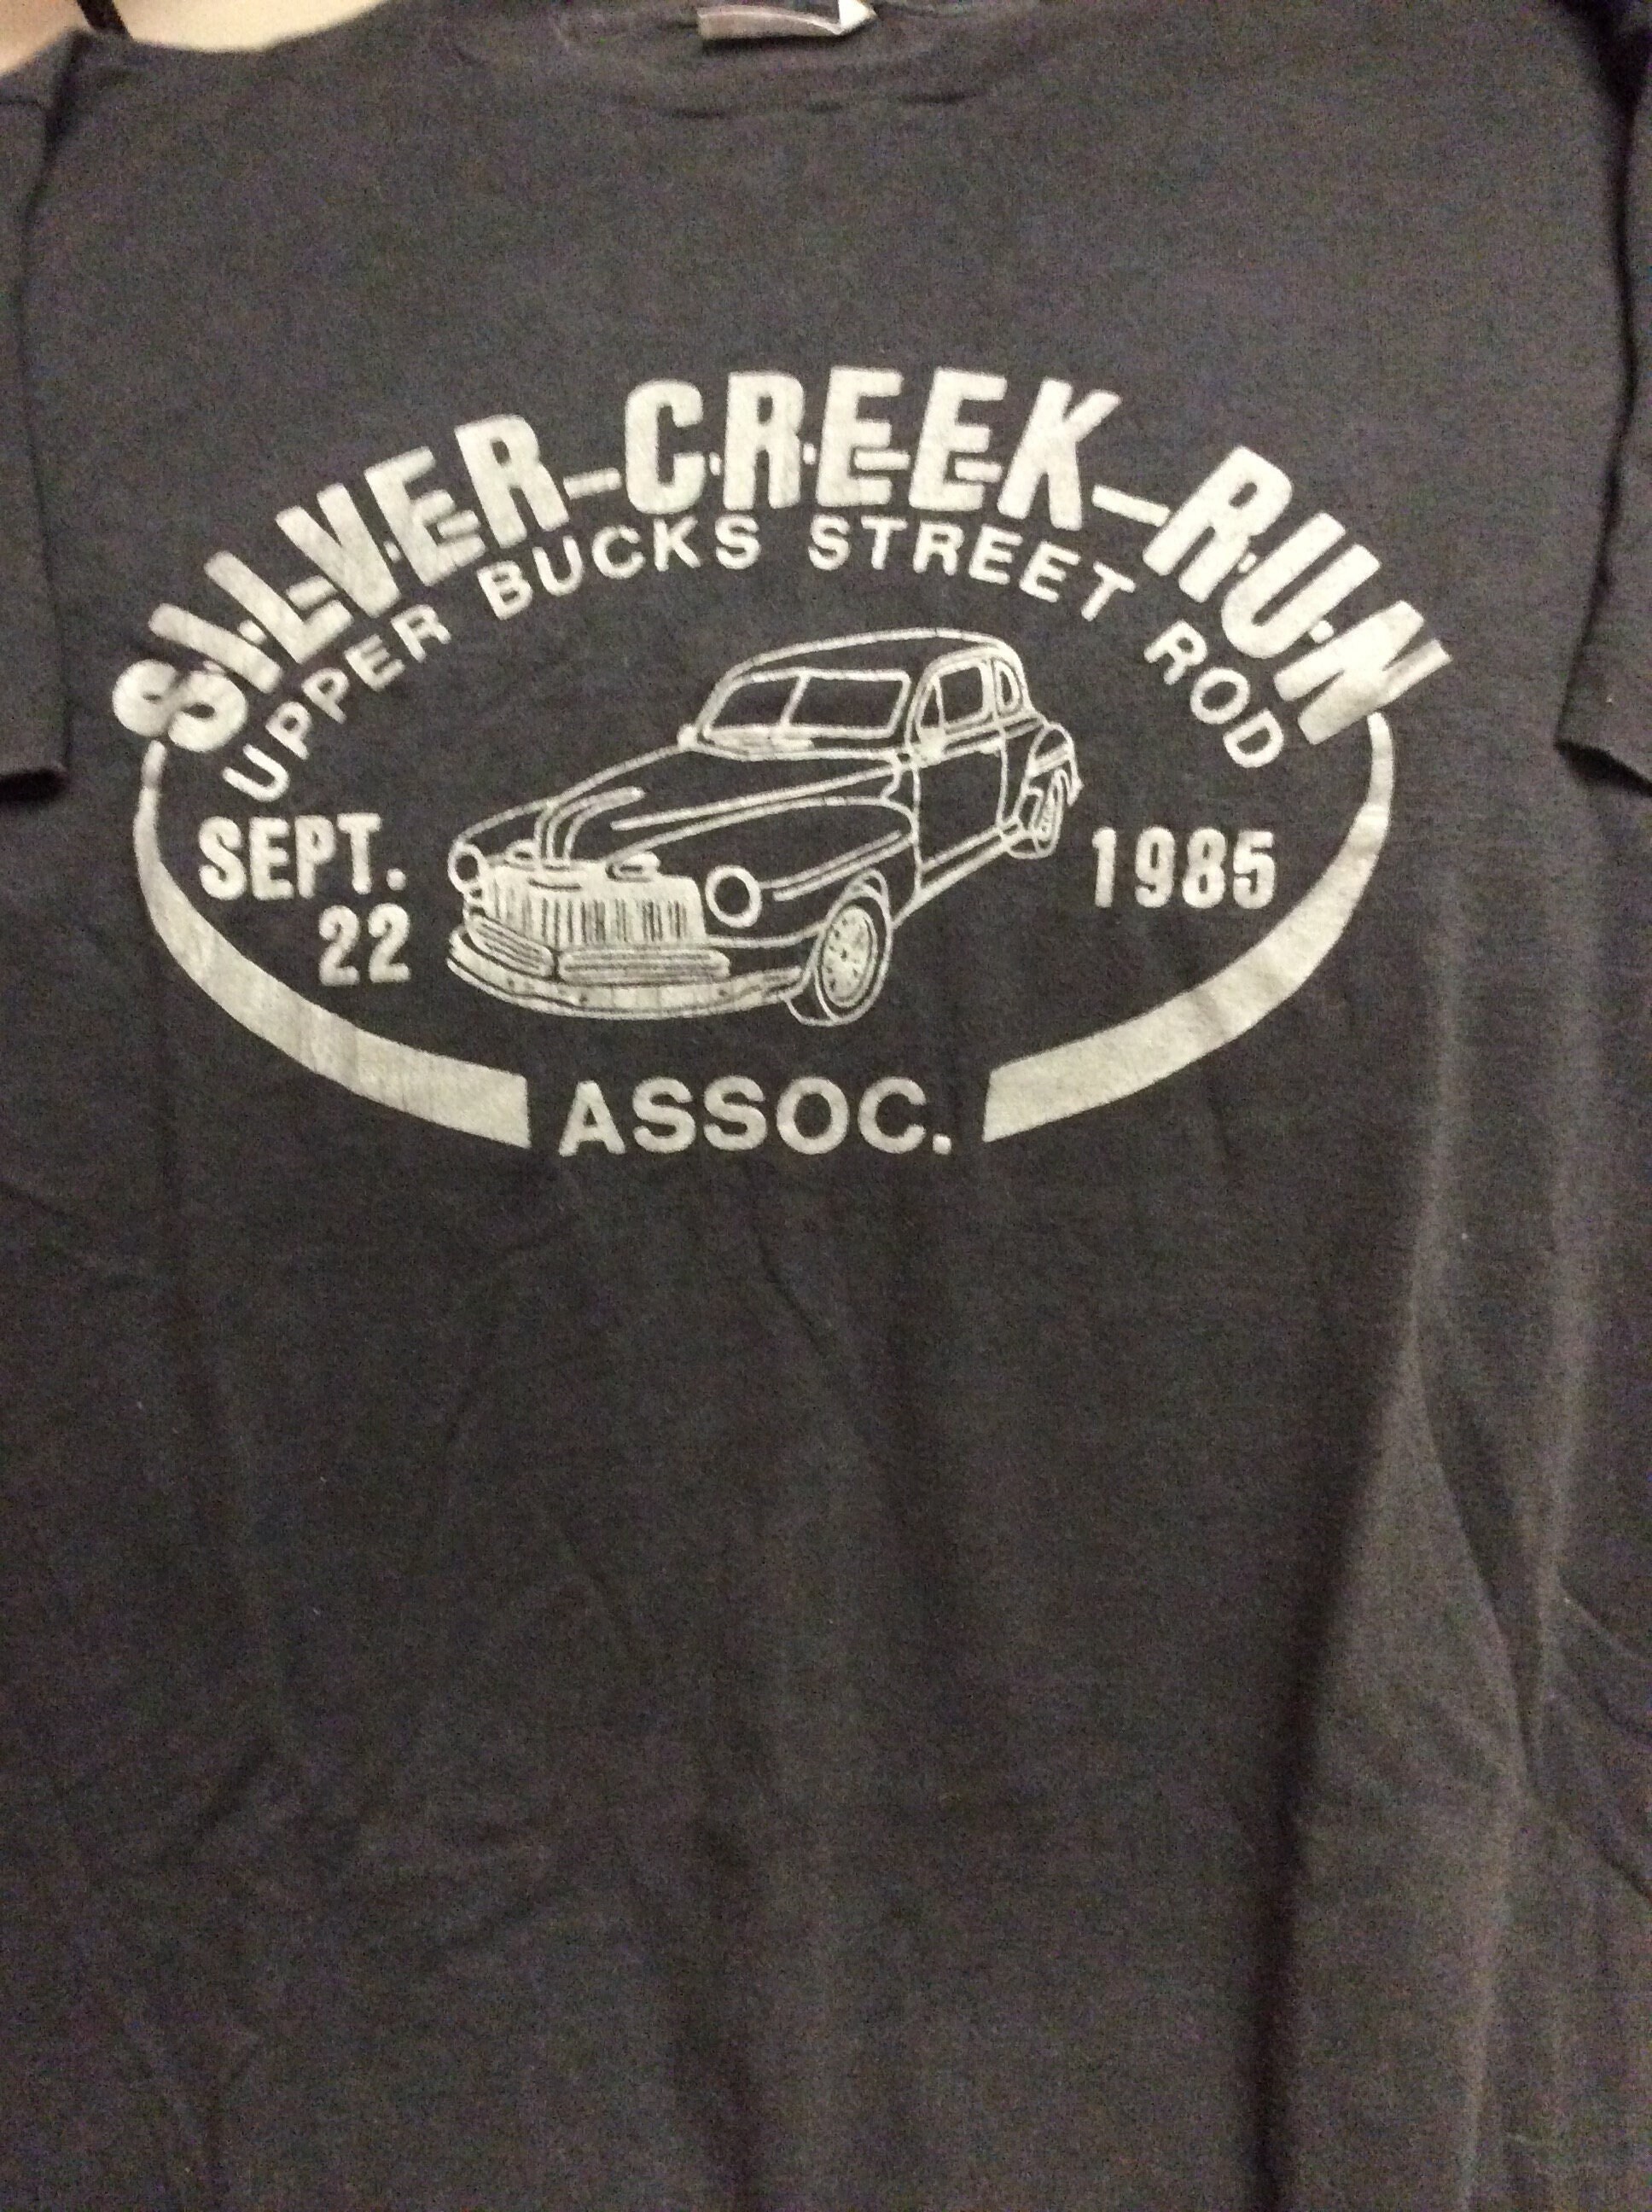 SILVER-CREEK-RUN
UPPER BUCKS STREET ROD
SEPT. 1985
22
ASSOC.